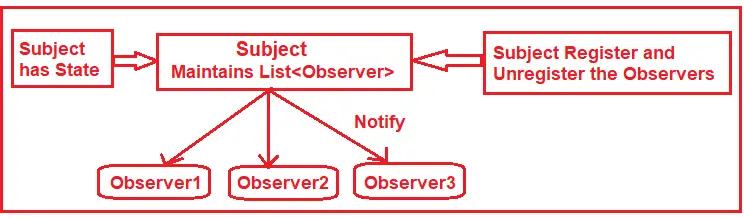 Subject
has State
Subject
Maintains List<Observer>
Subject Register and
Unregister the Observers
Notify
Observer1
Observer2
Observer3